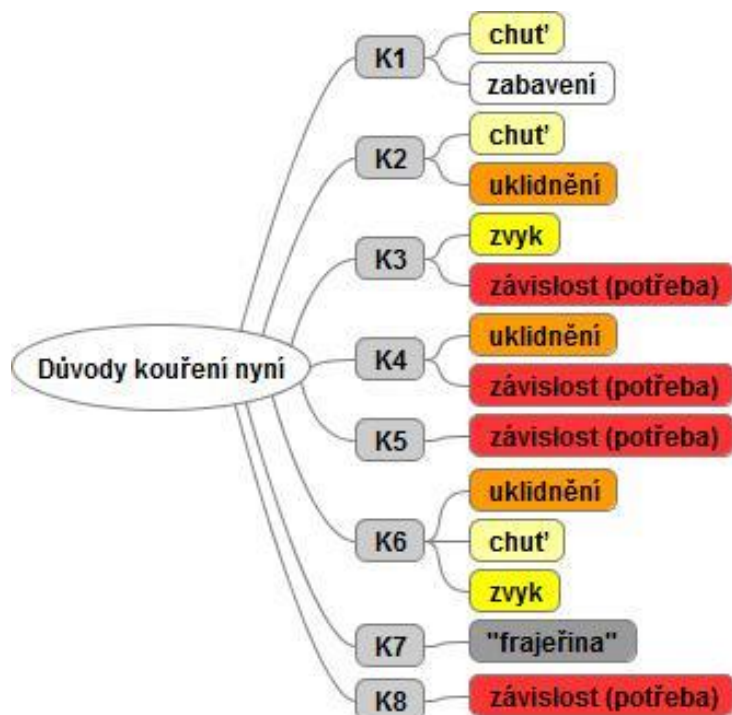 Důvody kouření nyní
K1
chuť
zabavení
K2
chuť
uklidnění
K3
zvyk
závislost (potřeba)
K4
uklidnění
závislost (potřeba)
K5
závislost (potřeba)
K6
uklidnění
chuť
zvyk
K7
"frajeřina"
K8
závislost (potřeba)